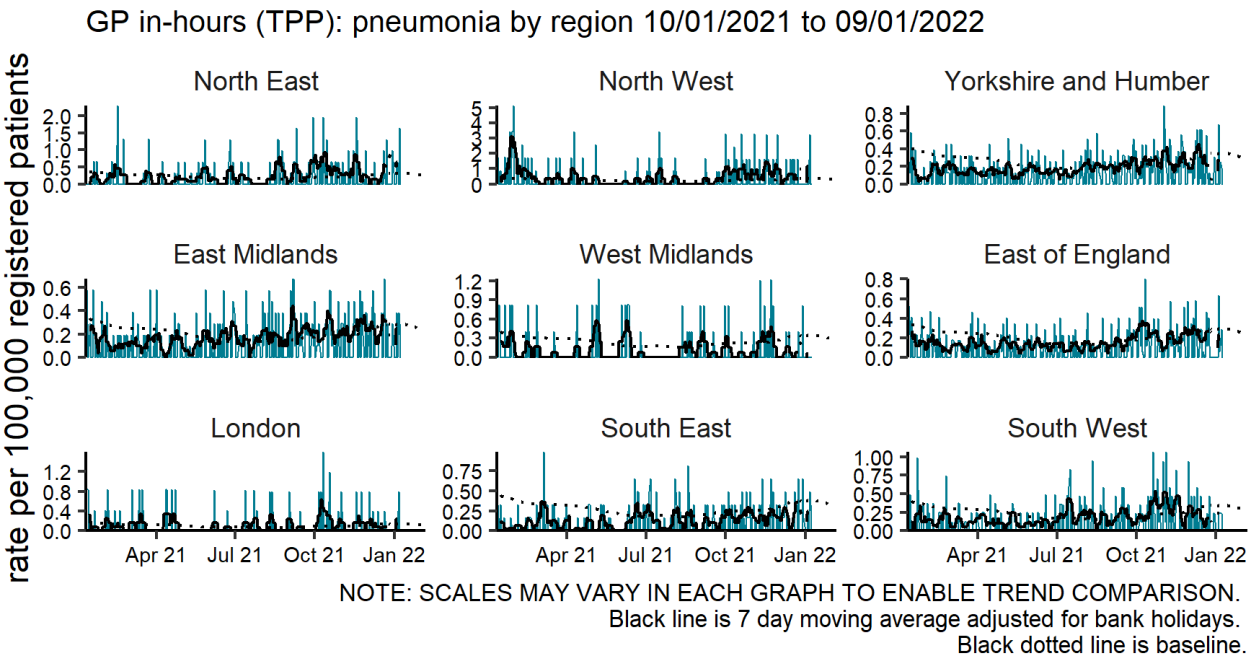 GP in-hours (TPP): pneumonia by region 10/01/2021 to 09/01/2022
rate per 100,000 registered patients
North East
2.0
1.5
1.0
0.5
0.0
North West
5
4
3
2
1
0
Yorkshire and Humber
0.8
0.6
0.4
0.2
0.0
East Midlands
0.6
0.4
0.2
0.0
West Midlands
1.2
0.9
0.6
0.3
0.0
East of England
0.8
0.6
0.4
0.2
0.0
London
1.2
0.8
0.4
0.0
Apr 21 Jul 21 Oct 21 Jan 22
South East
0.75
0.50
0.25
0.00
Apr 21 Jul 21 Oct 21 Jan 22
South West
1.00
0.75
0.50
0.25
0.00
Apr 21 Jul 21 Oct 21 Jan 22
NOTE: SCALES MAY VARY IN EACH GRAPH TO ENABLE TREND COMPARISON.
Black line is 7 day moving average adjusted for bank holidays.
Black dotted line is baseline.